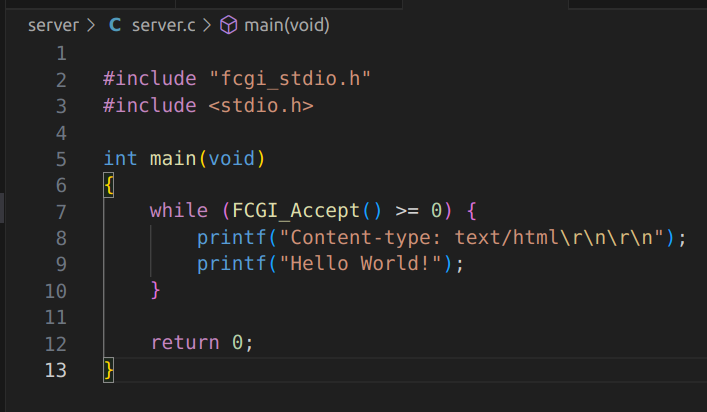 server > C server.c > main(void)
1
2 #include "fcgi_stdio.h"
3 #include <stdio.h>
4
5 int main(void)
6 {
7     while (FCGI_Accept() >= 0) {
8         printf("Content-type: text/html\r\n\r\n");
9         printf("Hello World!");
10     }
11
12     return 0;
13 }